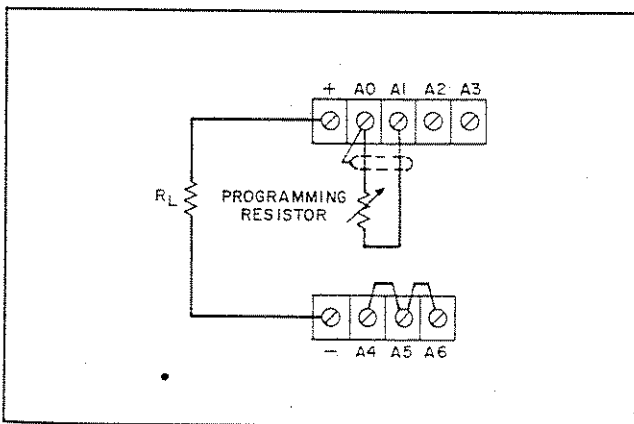 + A0 A1 A2 A3
RL
PROGRAMMING
RESISTOR
- A4 A5 A6